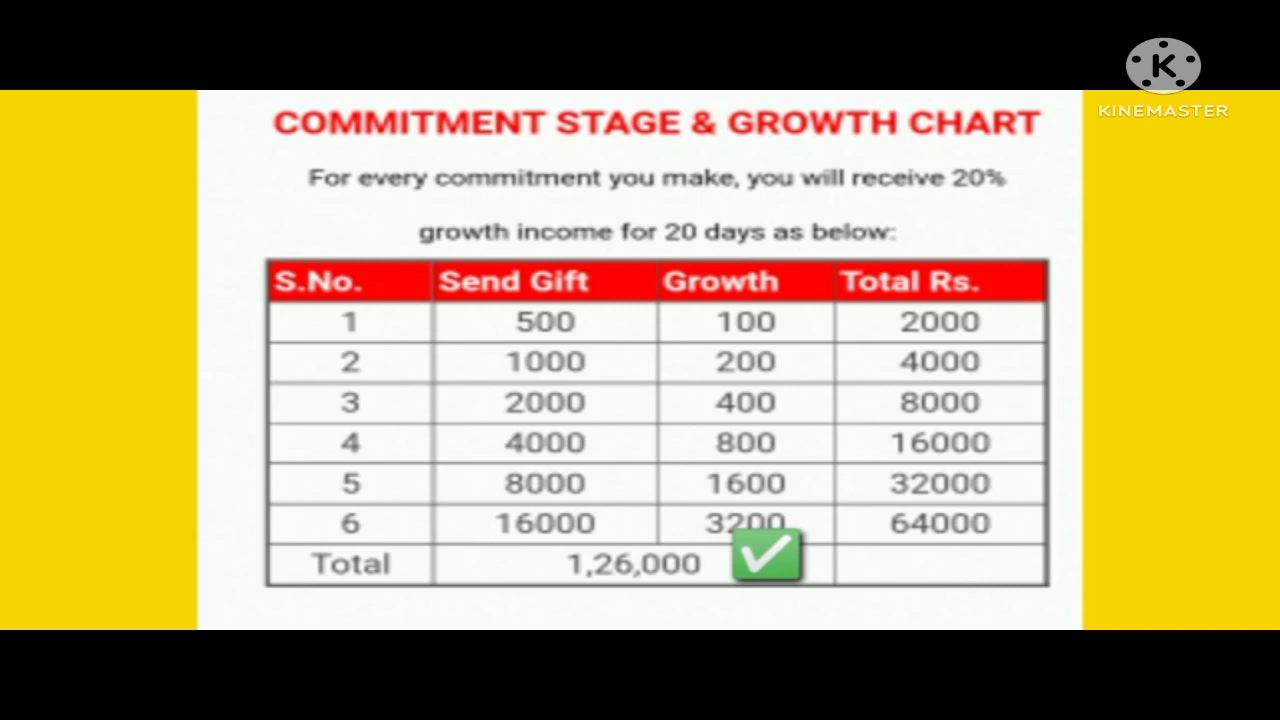 K
KINEMASTER
COMMITMENT STAGE & GROWTH CHART
For every commitment you make, you will receive 20%
growth income for 20 days as below:
S.No. Send Gift Growth Total Rs.
1 500 100 2000
2 1000 200 4000
3 2000 400 8000
4 4000 800 16000
5 8000 1600 32000
6 16000 3200 64000
Total 1,26,000